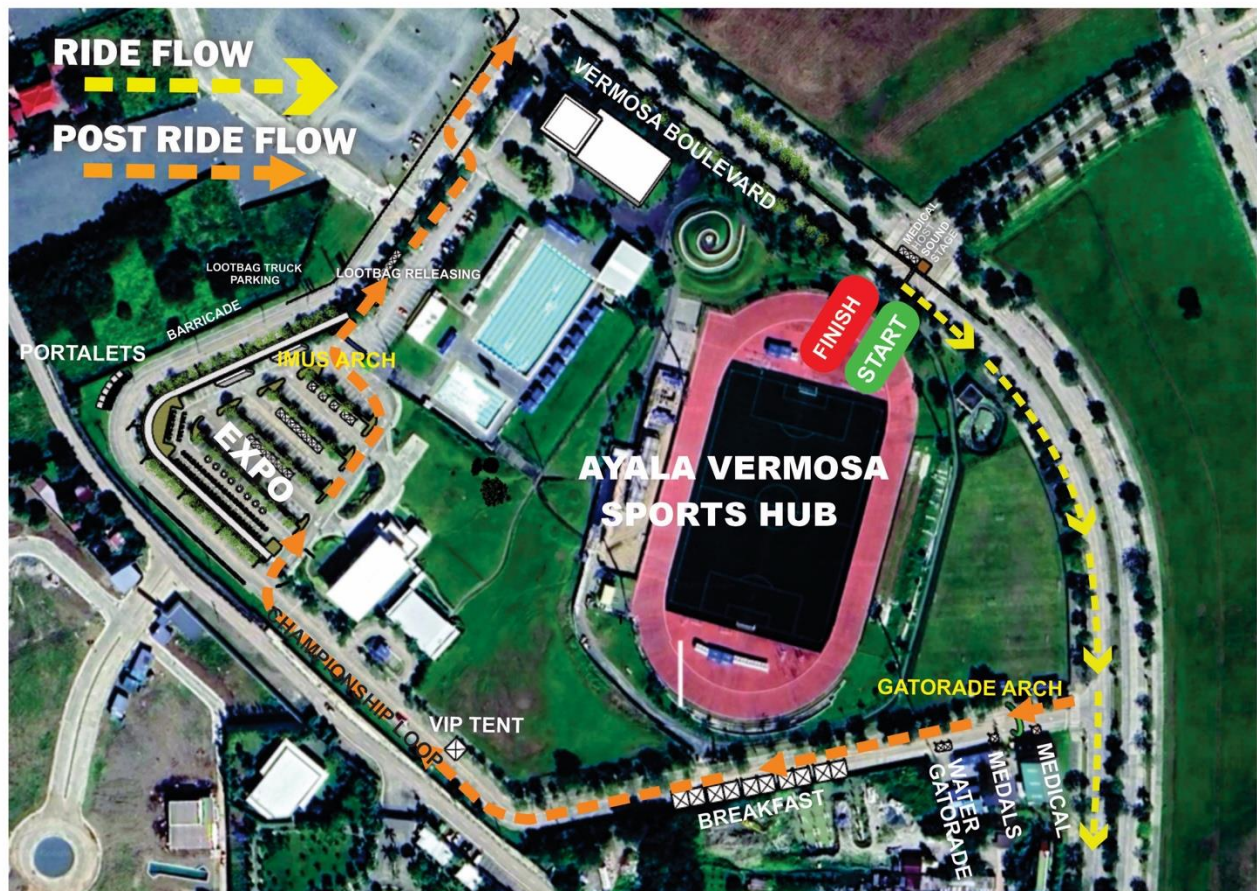 RIDE FLOW
POST RIDE FLOW
VERMOSA BOULEVARD
MEDICAL
HOST
SOUND
STAGE
LOOTBAG TRUCK
PARKING
LOOTBAG RELEASING
BARRICADE
PORTALETS
IMUS ARCH
FINISH
START
EXPO
AYALA VERMOSA
SPORTS HUB
CHAMPIONSHIP LOOP
VIP TENT
GATORADE ARCH
BREAKFAST
WATER
GATORADE
MEDALS
MEDICAL